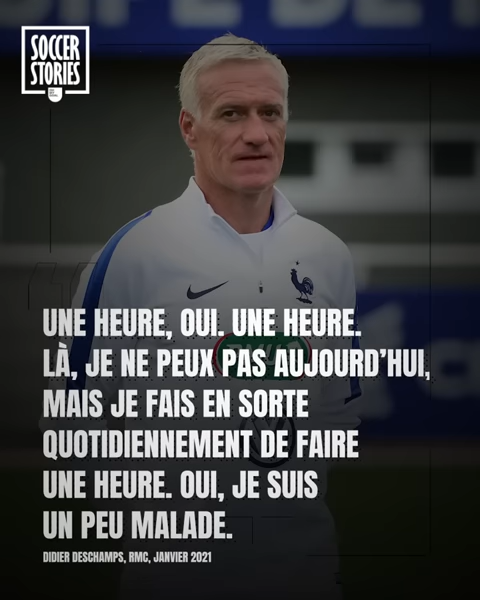 SOCCER
STORIES
UNE HEURE, OUI. UNE HEURE.
LÀ, JE NE PEUX PAS AUJOURD'HUI,
MAIS JE FAIS EN SORTE
QUOTIDIENNEMENT DE FAIRE
UNE HEURE. OUI, JE SUIS
UN PEU MALADE.
DIDIER DESCHAMPS, RMC, JANVIER 2021